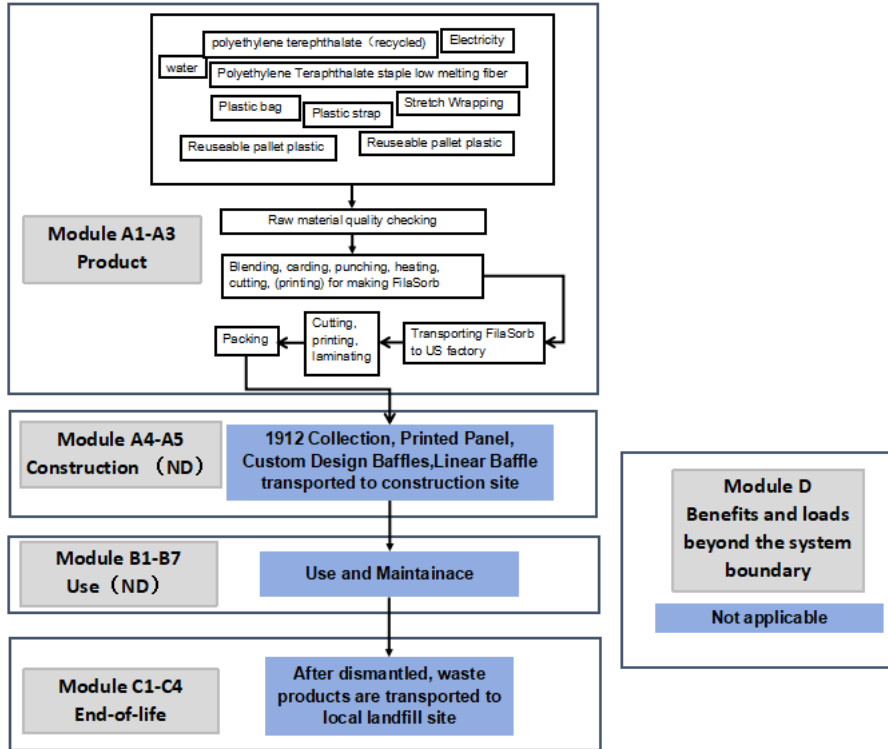 polyethylene terephthalate（recycled）
Electricity
water
Polyethylene Teraphthalate staple low melting fiber
Plastic bag
Plastic strap
Stretch Wrapping
Reuseable pallet plastic
Reuseable pallet plastic
Raw material quality checking
Module A1-A3
Product
Blending, carding, punching, heating,
cutting, (printing) for making FilaSorb
Packing
Cutting,
printing,
laminating
Transporting FilaSorb
to US factory
Module A4-A5
Construction （ND）
1912 Collection, Printed Panel,
Custom Design Baffles,Linear Baffle
transported to construction site
Module B1-B7
Use（ND）
Use and Maintainace
Module C1-C4
End-of-life
After dismantled, waste
products are transported to
local landfill site
Module D
Benefits and loads
beyond the system
boundary
Not applicable